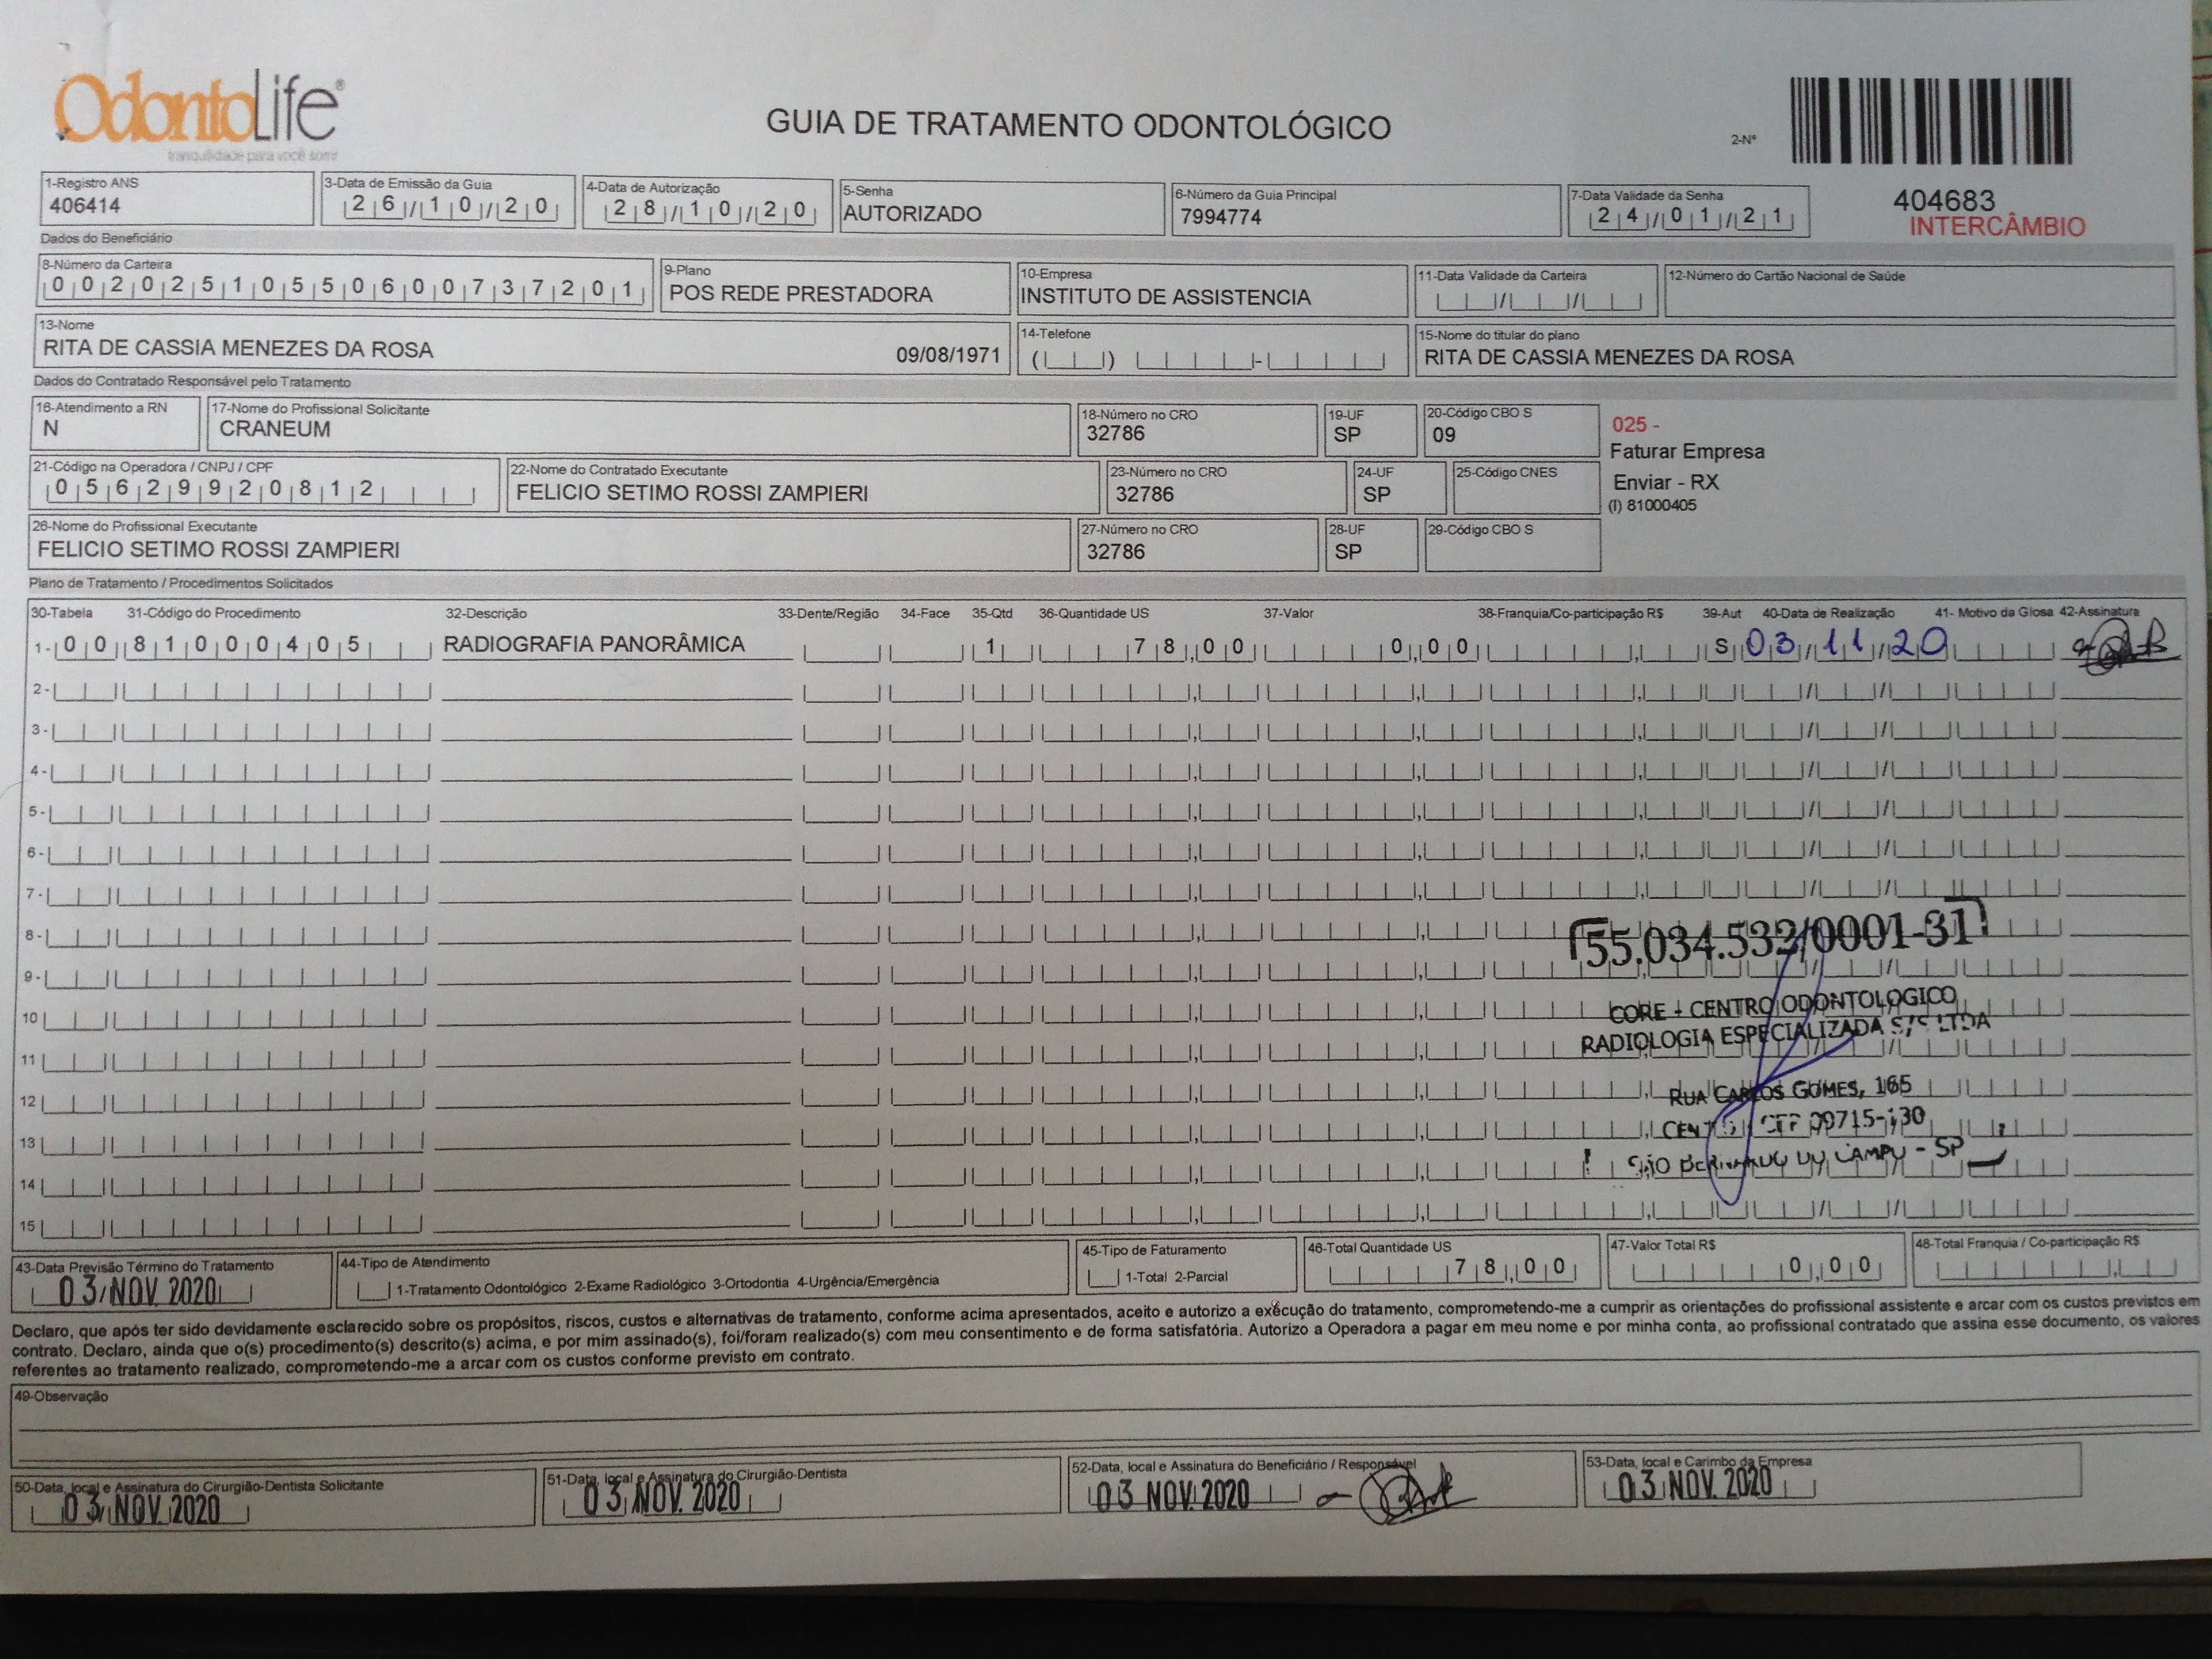 OdontoLife®
tranquilidade para você sorrir
GUIA DE TRATAMENTO ODONTOLÓGICO
2-Nº
404683
INTERCÂMBIO
1-Registro ANS
406414
3-Data de Emissão da Guia
26/10/20
4-Data de Autorização
28/10/20
5-Senha
AUTORIZADO
6-Número da Guia Principal
7994774
7-Data Validade da Senha
24/01/21
Dados do Beneficiário
8-Número da Carteira
00202510550600737201
9-Plano
POS REDE PRESTADORA
10-Empresa
INSTITUTO DE ASSISTENCIA
11-Data Validade da Carteira
12-Número do Cartão Nacional de Saúde
13-Nome
RITA DE CASSIA MENEZES DA ROSA 09/08/1971
14-Telefone
15-Nome do titular do plano
RITA DE CASSIA MENEZES DA ROSA
Dados do Contratado Responsável pelo Tratamento
16-Atendimento a RN
N
17-Nome do Profissional Solicitante
CRANEUM
18-Número no CRO
32786
19-UF
SP
20-Código CBO S
09
025 -
Faturar Empresa
Enviar - RX
(I) 81000405
21-Código na Operadora / CNPJ / CPF
05629920812
22-Nome do Contratado Executante
FELICIO SETIMO ROSSI ZAMPIERI
23-Número no CRO
32786
24-UF
SP
25-Código CNES
26-Nome do Profissional Executante
FELICIO SETIMO ROSSI ZAMPIERI
27-Número no CRO
32786
28-UF
SP
29-Código CBO S
Plano de Tratamento / Procedimentos Solicitados
30-Tabela 31-Código do Procedimento 32-Descrição 33-Dente/Região 34-Face 35-Qtd 36-Quantidade US 37-Valor 38-Franquia/Co-participação R$ 39-Aut 40-Data de Realização 41- Motivo da Glosa 42-Assinatura
1- 00 81000405 RADIOGRAFIA PANORÂMICA 1 78,00 0,00 S 03/11/20
2-
3-
4-
5-
6-
7-
8-
9-
10
11
12
13
14
15
55.034.532/0001-31
CORE - CENTRO ODONTOLOGICO
RADIOLOGIA ESPECIALIZADA S/S LTDA
RUA CARLOS GOMES, 165
SÃO BERNARDO DO CAMPO - SP
43-Data Previsão Término do Tratamento
03 NOV. 2020
44-Tipo de Atendimento
1-Tratamento Odontológico 2-Exame Radiológico 3-Ortodontia 4-Urgência/Emergência
45-Tipo de Faturamento
1-Total 2-Parcial
46-Total Quantidade US
78,00
47-Valor Total R$
0,00
48-Total Franquia / Co-participação R$
Declaro, que após ter sido devidamente esclarecido sobre os propósitos, riscos, custos e alternativas de tratamento, conforme acima apresentados, aceito e autorizo a execução do tratamento, comprometendo-me a cumprir as orientações do profissional assistente e arcar com os custos previstos em
contrato. Declaro, ainda que o(s) procedimento(s) descrito(s) acima, e por mim assinado(s), foi/foram realizado(s) com meu consentimento e de forma satisfatória. Autorizo a Operadora a pagar em meu nome e por minha conta, ao profissional contratado que assina esse documento, os valores
referentes ao tratamento realizado, comprometendo-me a arcar com os custos conforme previsto em contrato.
49-Observação
50-Data, local e Assinatura do Cirurgião-Dentista Solicitante
03 NOV. 2020
51-Data, local e Assinatura do Cirurgião-Dentista
03 NOV. 2020
52-Data, local e Assinatura do Beneficiário / Responsável
03 NOV. 2020
53-Data, local e Carimbo da Empresa
03 NOV. 2020